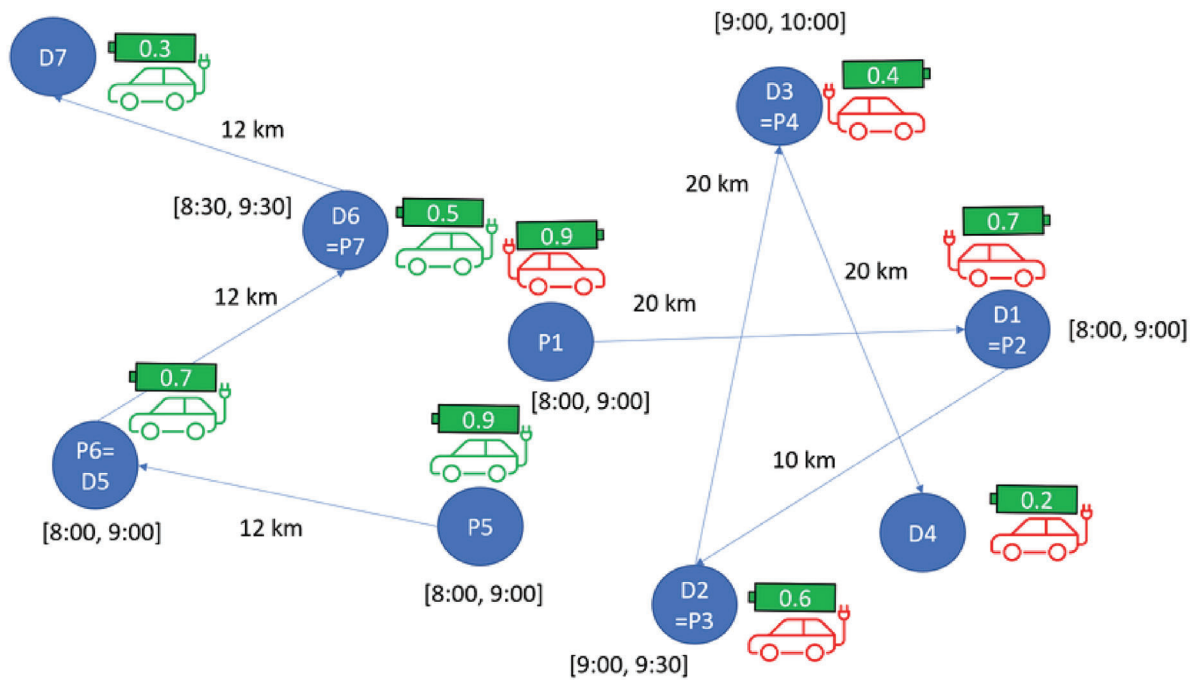 [9:00, 10:00]
D7
0.3
D3
=P4
0.4
12 km
20 km
[8:30, 9:30]
D6
=P7
0.5
0.9
0.7
20 km
12 km
20 km
P1
D1
=P2
[8:00, 9:00]
0.7
[8:00, 9:00]
0.9
P6=
D5
10 km
0.2
[8:00, 9:00]
12 km
P5
D4
[8:00, 9:00]
D2
=P3
0.6
[9:00, 9:30]